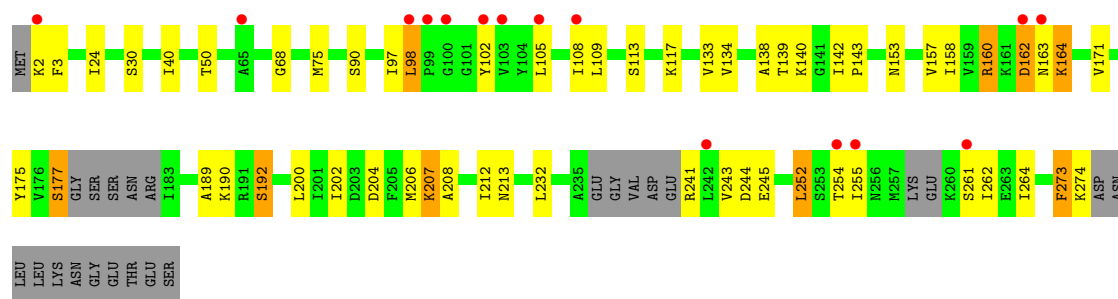 MET K2 F3 I24 S30 I40 T50 A65 G68 M75 S90 I97 L98 P99 G100 G101 Y102 V103 Y104 L105 I108 L109 S113 K117 V133 V134 A138 T139 K140 G141 I142 P143 N153 V157 I158 V159 R160 K161 D162 N163 K164 V171
Y175 V176 S177 GLY SER SER ASN ARG I183 A189 K190 R191 S192 L200 I201 I202 D203 D204 F205 M206 K207 A208 I212 N213 L232 A235 GLU GLY VAL ASP GLU R241 L242 V243 D244 E245 L252 S253 T254 I255 N256 M257 LYS GLU K260 S261 I262 E263 I264 F273 K274 ASP ASN
LEU LEU LYS ASN GLY GLU THR GLU SER